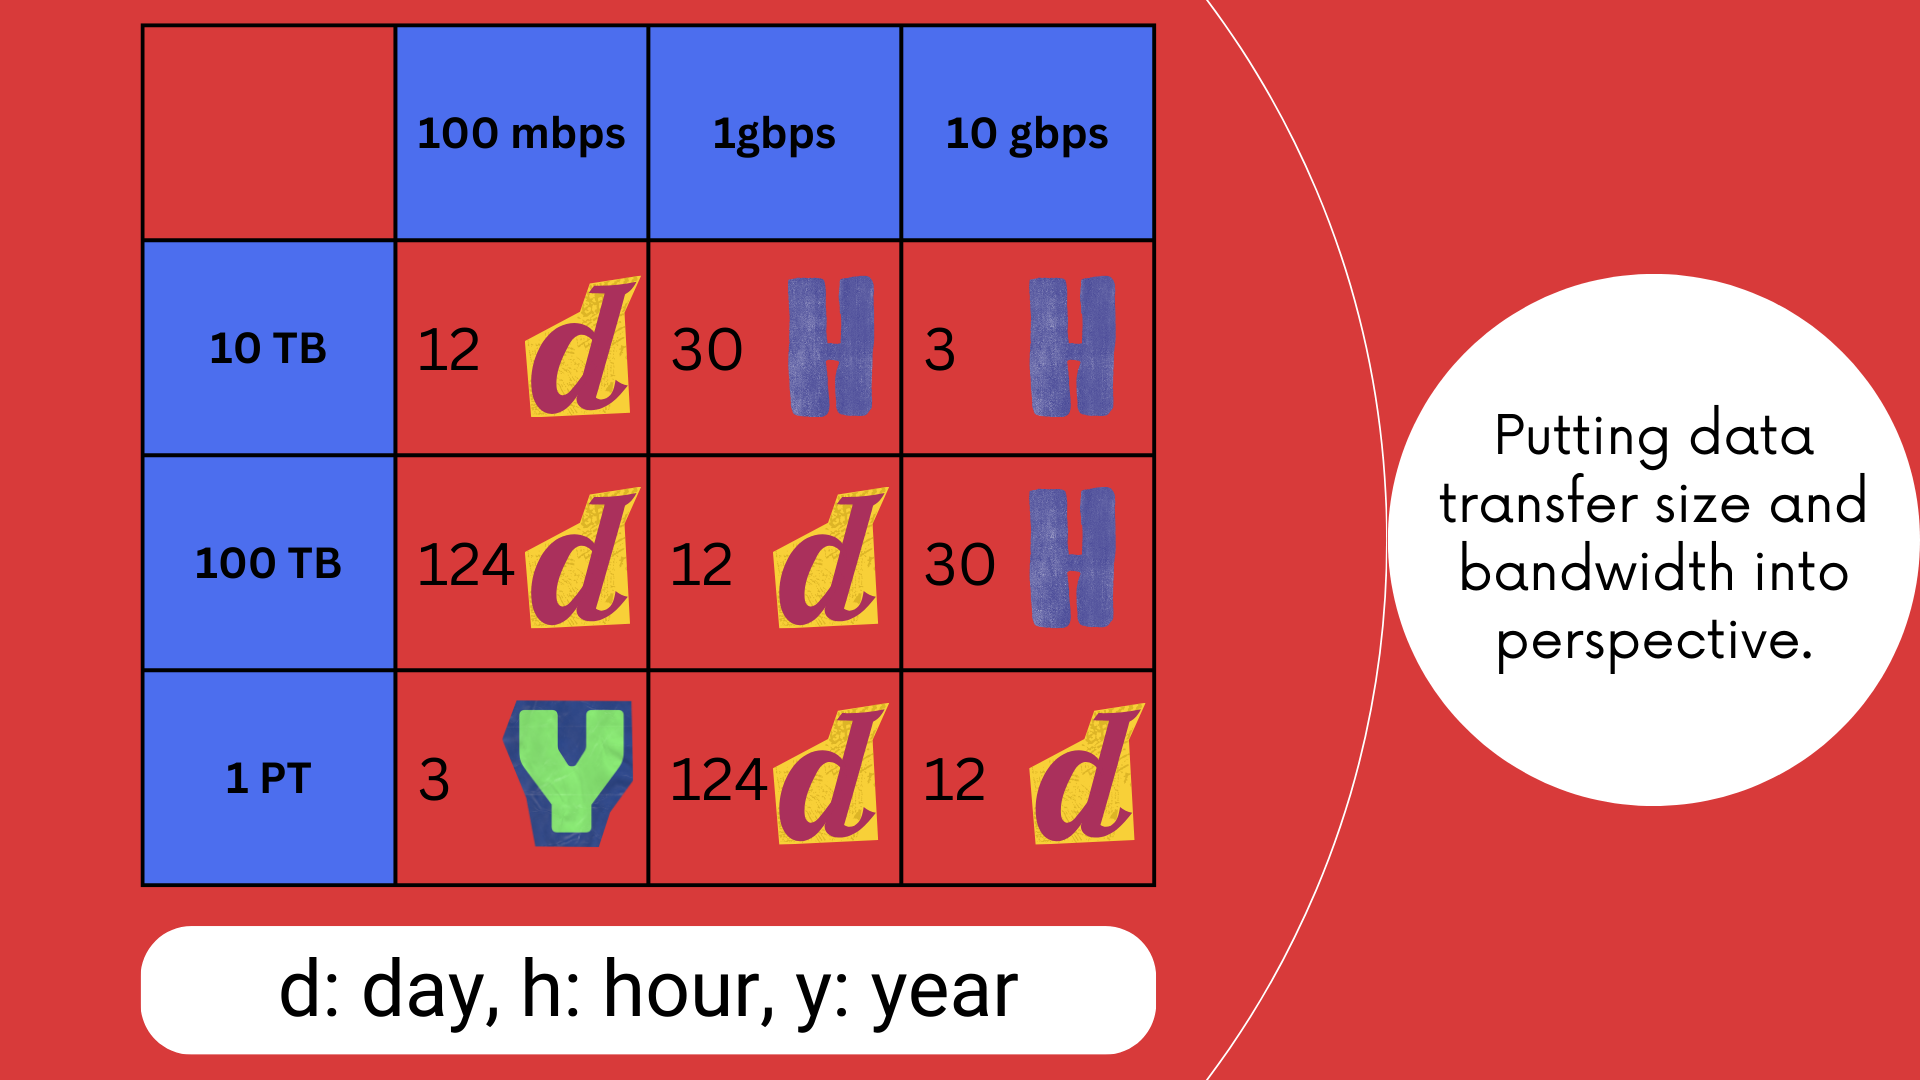 100 mbps 1gbps 10 gbps
10 TB 12 d 30 H 3 H
100 TB 124 d 12 d 30 H
1 PT 3 Y 124 d 12 d
d: day, h: hour, y: year
Putting data
transfer size and
bandwidth into
perspective.